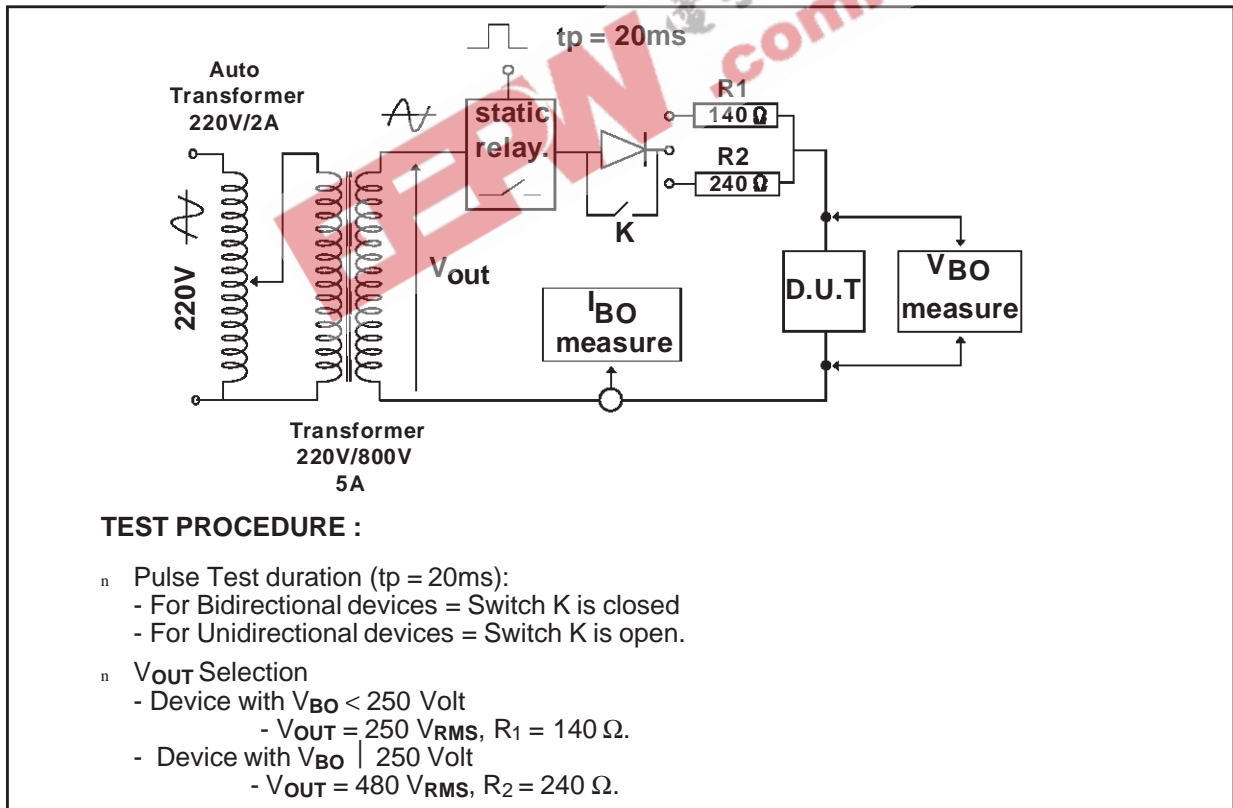 tp = 20ms
Auto
Transformer
220V/2A
static
relay.
R1
140 Ω
R2
240 Ω
K
220V
Vout
IBO
measure
D.U.T
VBO
measure
Transformer
220V/800V
5A
EEPW
.com
TEST PROCEDURE :
n Pulse Test duration (tp = 20ms):
- For Bidirectional devices = Switch K is closed
- For Unidirectional devices = Switch K is open.
n VOUT Selection
- Device with VBO < 250 Volt
- VOUT = 250 VRMS, R1 = 140 Ω.
- Device with VBO | 250 Volt
- VOUT = 480 VRMS, R2 = 240 Ω.